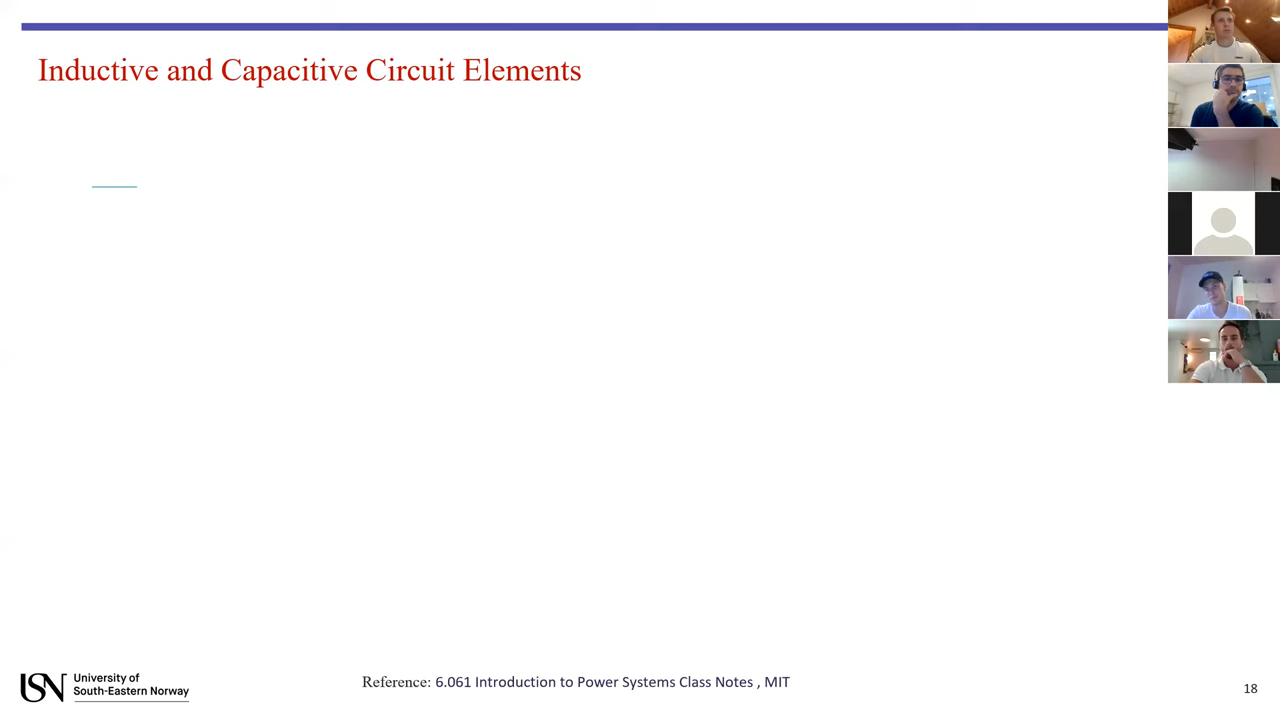 Inductive and Capacitive Circuit Elements
USN University of
South-Eastern Norway
Reference: 6.061 Introduction to Power Systems Class Notes , MIT
18